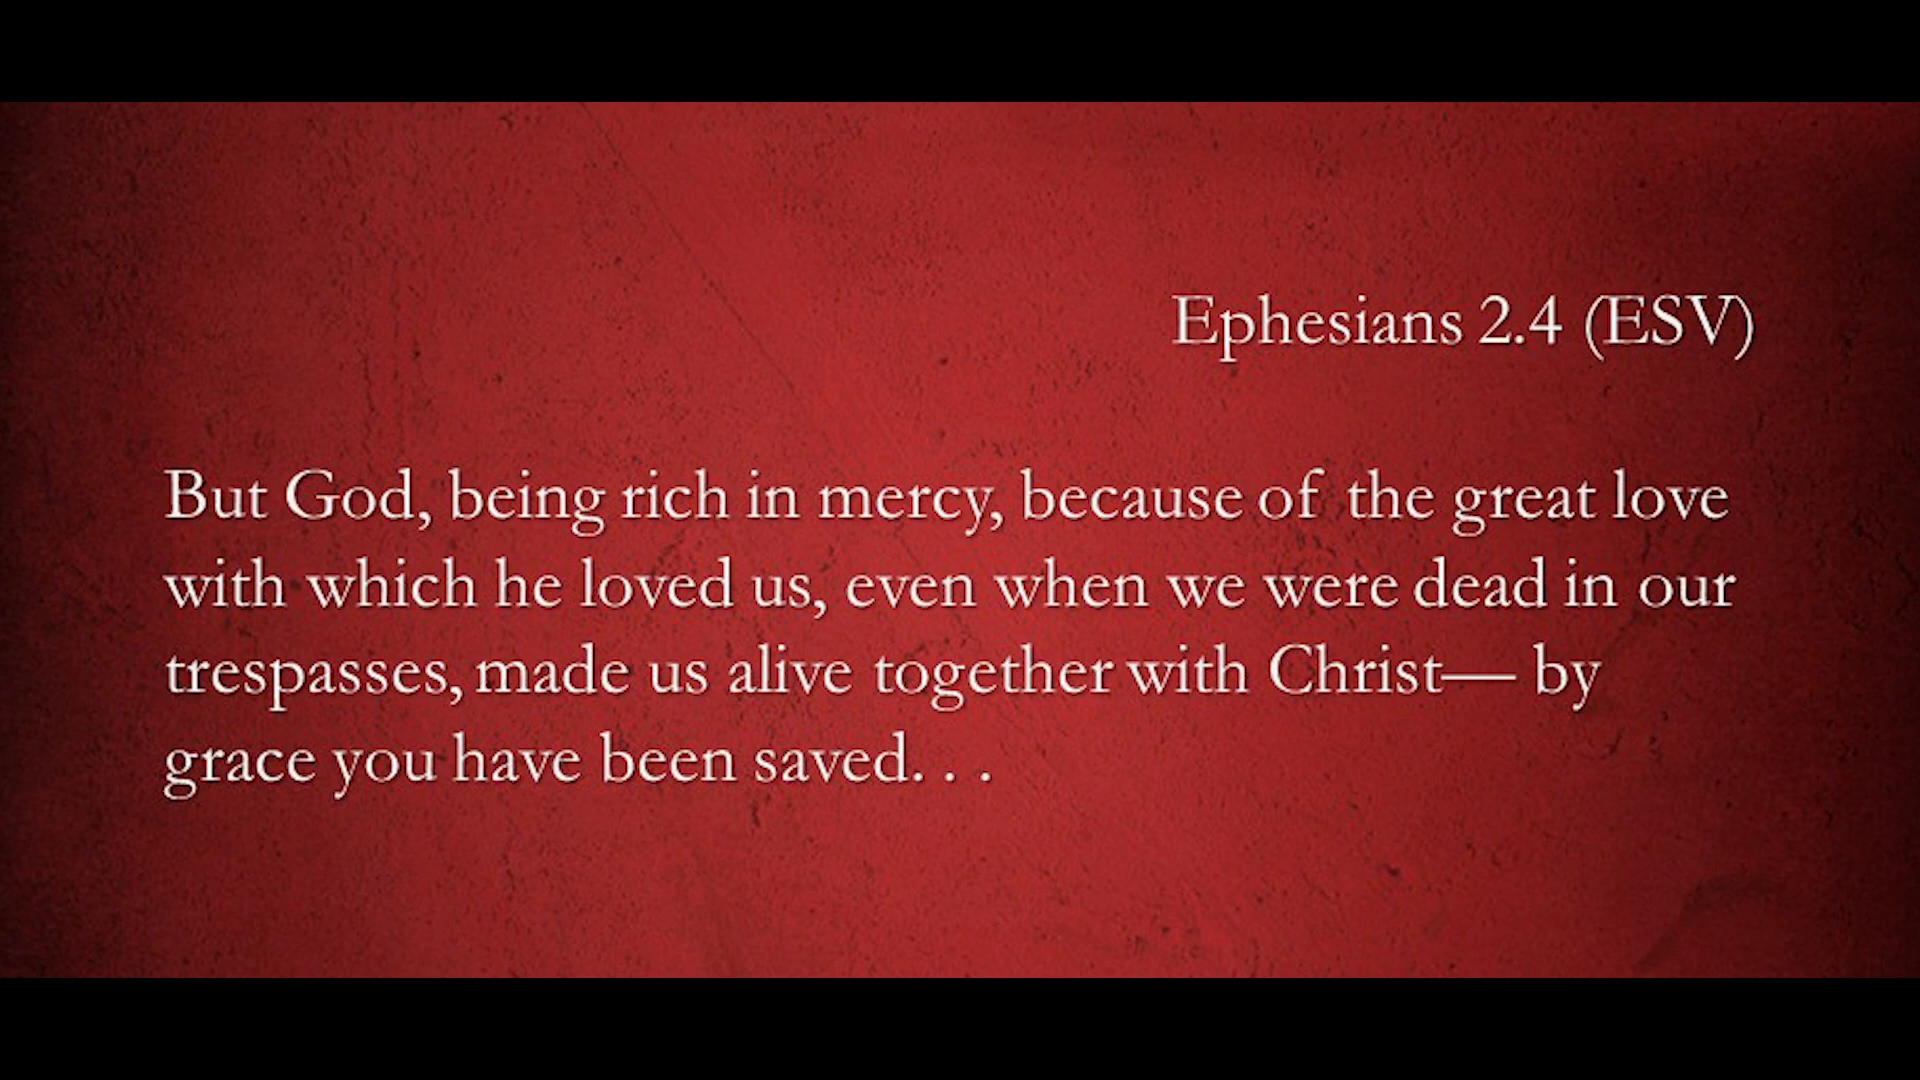 Ephesians 2.4 (ESV)
But God, being rich in mercy, because of the great love
with which he loved us, even when we were dead in our
trespasses, made us alive together with Christ— by
grace you have been saved. . .